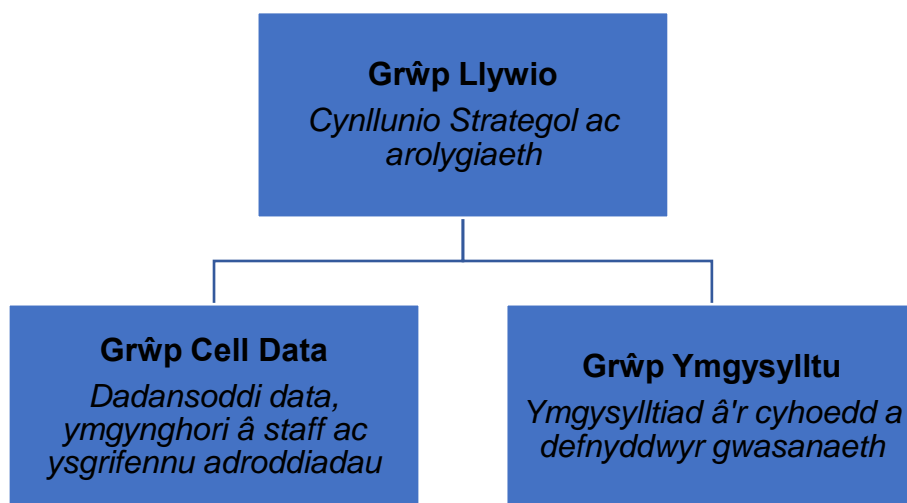 Grŵp Llywio
Cynllunio Strategol ac
arolygiaeth
Grŵp Cell Data
Dadansoddi data,
ymgynghori â staff ac
ysgrifennu adroddiadau
Grŵp Ymgysylltu
Ymgysylltiad â'r cyhoedd a
defnyddwyr gwasanaeth